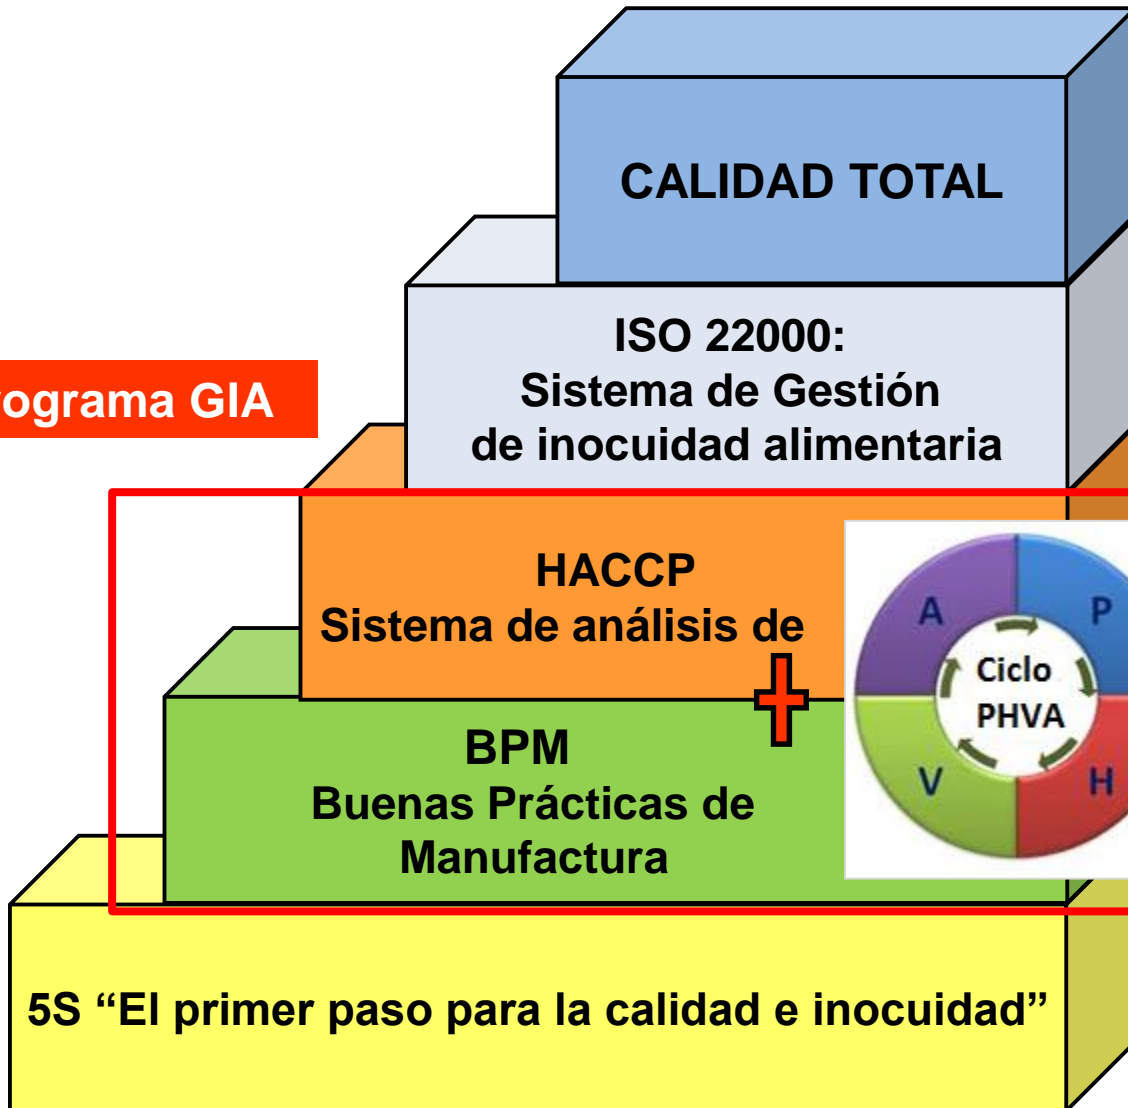 CALIDAD TOTAL
ISO 22000:
Sistema de Gestión
de inocuidad alimentaria
ograma GIA
HACCP
Sistema de análisis de
A
P
Ciclo
PHVA
V
H
BPM
Buenas Prácticas de
Manufactura
5S “El primer paso para la calidad e inocuidad”